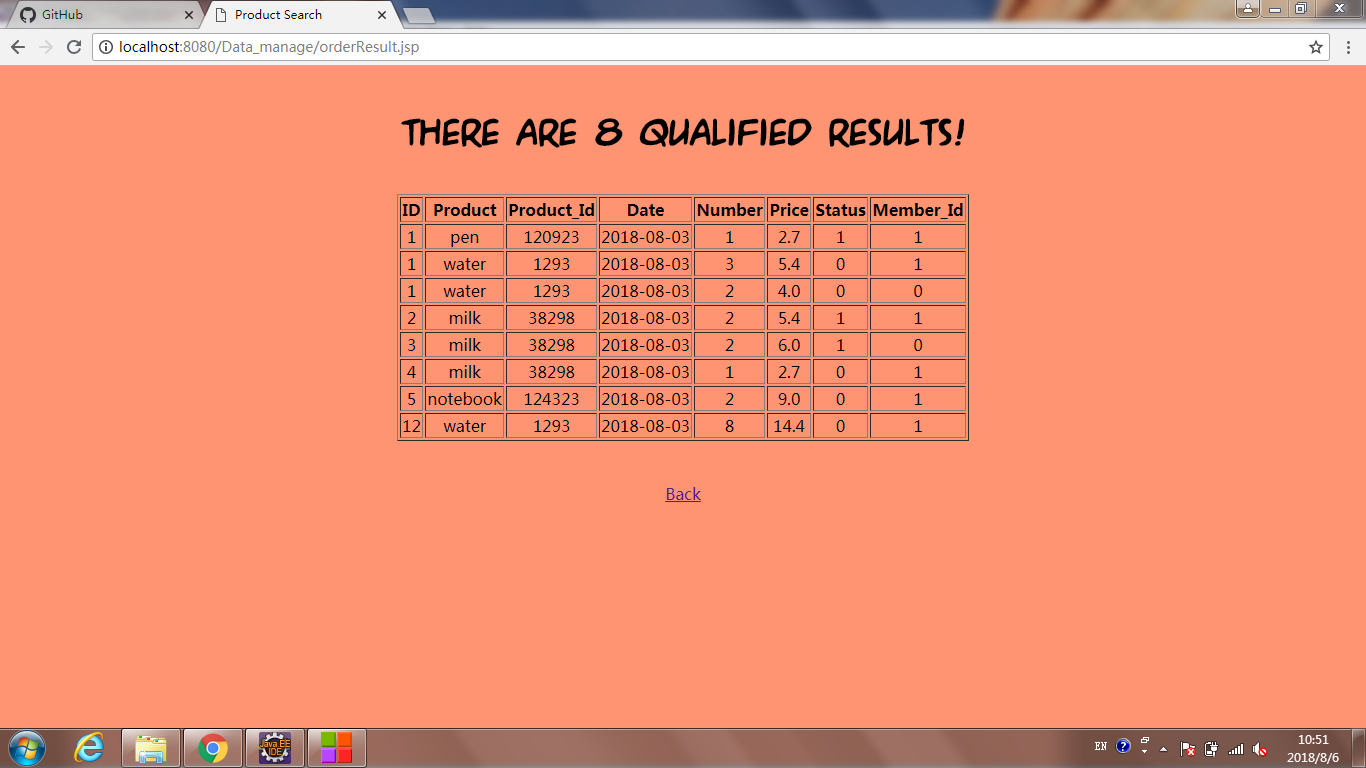 GitHub
Product Search
localhost:8080/Data_manage/orderResult.jsp
THERE ARE 8 QUALIFIED RESULTS!
ID Product Product_Id Date Number Price Status Member_Id
1 pen 120923 2018-08-03 1 2.7 1 1
1 water 1293 2018-08-03 3 5.4 0 1
1 water 1293 2018-08-03 2 4.0 0 0
2 milk 38298 2018-08-03 2 5.4 1 1
3 milk 38298 2018-08-03 2 6.0 1 0
4 milk 38298 2018-08-03 1 2.7 0 1
5 notebook 124323 2018-08-03 2 9.0 0 1
12 water 1293 2018-08-03 8 14.4 0 1
Back
Java EE
IDE
EN
10:51
2018/8/6